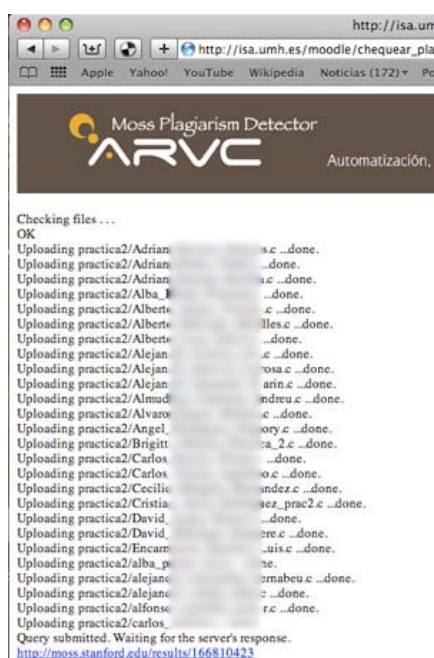 http://isa.um
http://isa.umh.es/moodle/chequear_pla
Apple Yahoo! YouTube Wikipedia Noticias (172) Po
Moss Plagiarism Detector
ARVC
Automatización,
Checking files . . .
OK
Uploading practica2/Adrian s.c ...done.
Uploading practica2/Adrian ...done.
Uploading practica2/Adrian .c ...done.
Uploading practica2/Alba_ ...done.
Uploading practica2/Alberto .c ...done.
Uploading practica2/Alberto lles.c ...done.
Uploading practica2/Alberto ...done.
Uploading practica2/Alejan .c ...done.
Uploading practica2/Alejan rosa.c ...done.
Uploading practica2/Alejan arin.c ...done.
Uploading practica2/Almud ndreu.c ...done.
Uploading practica2/Alvaro .c ...done.
Uploading practica2/Angel_ ory.c ...done.
Uploading practica2/Brigitt ca_2.c ...done.
Uploading practica2/Carlos ...done.
Uploading practica2/Carlos o.c ...done.
Uploading practica2/Cecilio ndez.c ...done.
Uploading practica2/Cristia ez_prac2.c ...done.
Uploading practica2/David_ ...done.
Uploading practica2/David_ ere.c ...done.
Uploading practica2/Encarn uis.c ...done.
Uploading practica2/alba_p ne.
Uploading practica2/alejand ernabeu.c ...done.
Uploading practica2/alejand c ...done.
Uploading practica2/alfonso r.c ...done.
Uploading practica2/carlos_
Query submitted. Waiting for the server's response.
http://moss.stanford.edu/results/166810423